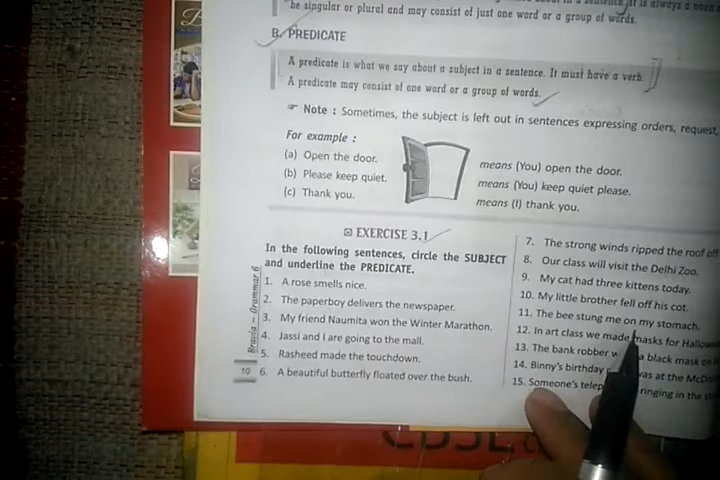 be singular or plural and may consist of just one word or a group of words.
B. PREDICATE
A predicate is what we say about a subject in a sentence. It must have a verb.
A predicate may consist of one word or a group of words.
☞ Note : Sometimes, the subject is left out in sentences expressing orders, request,
For example :
(a) Open the door.
(b) Please keep quiet.
(c) Thank you.
means (You) open the door.
means (You) keep quiet please.
means (I) thank you.
EXERCISE 3.1
In the following sentences, circle the SUBJECT
and underline the PREDICATE.
1. A rose smells nice.
2. The paperboy delivers the newspaper.
3. My friend Naumita won the Winter Marathon.
4. Jassi and I are going to the mall.
5. Rasheed made the touchdown.
6. A beautiful butterfly floated over the bush.
7. The strong winds ripped the roof off
8. Our class will visit the Delhi Zoo.
9. My cat had three kittens today.
10. My little brother fell off his cot.
11. The bee stung me on my stomach.
12. In art class we made masks for
13. The bank robber a black mask
14. Binny's birthday was at the
15. Someone's ringing in the
Bravia – Grammar 6
10